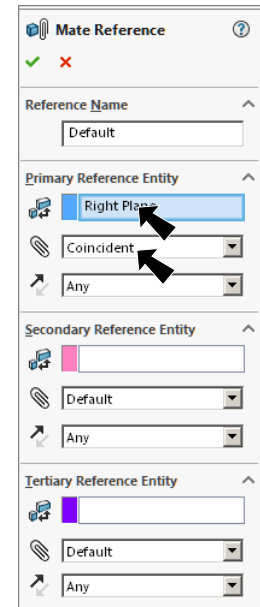 Mate Reference
Reference Name
Default
Primary Reference Entity
Right Plane
Coincident
Any
Secondary Reference Entity
Default
Any
Tertiary Reference Entity
Default
Any